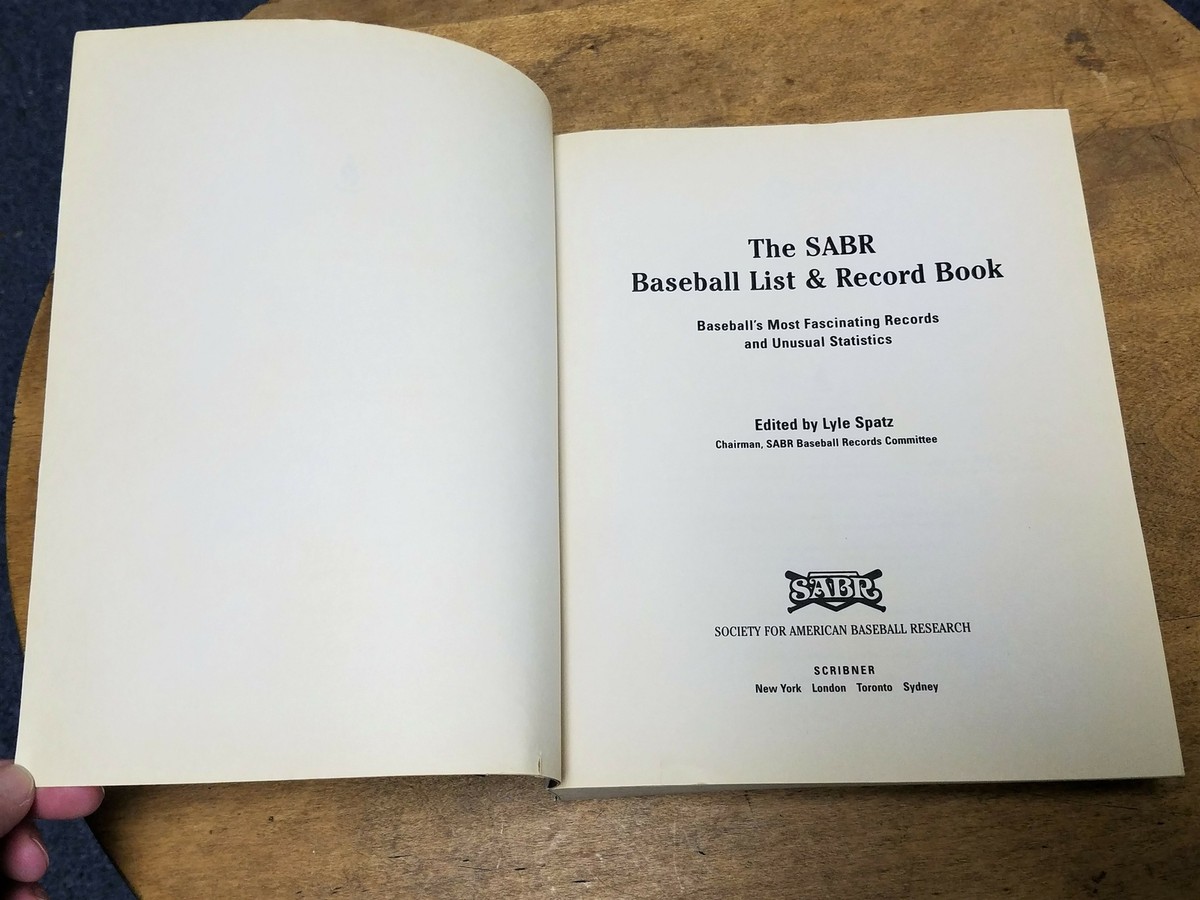 The SABR
Baseball List & Record Book
Baseball's Most Fascinating Records
and Unusual Statistics
Edited by Lyle Spatz
Chairman, SABR Baseball Records Committee
SABR
SOCIETY FOR AMERICAN BASEBALL RESEARCH
SCRIBNER
New York London Toronto Sydney